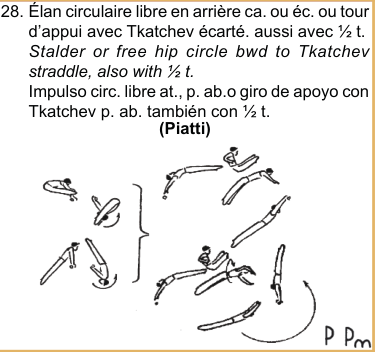 28. Élan circulaire libre en arrière ca. ou éc. ou tour
d'appui avec Tkatchev écarté. aussi avec ½ t.
Stalder or free hip circle bwd to Tkatchev
straddle, also with ½ t.
Impulso circ. libre at., p. ab.o giro de apoyo con
Tkatchev p. ab. también con ½ t.
(Piatti)
P Pm